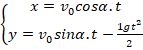 x = v₀cosα.t
y = v₀sinα.t - 1gt²/2